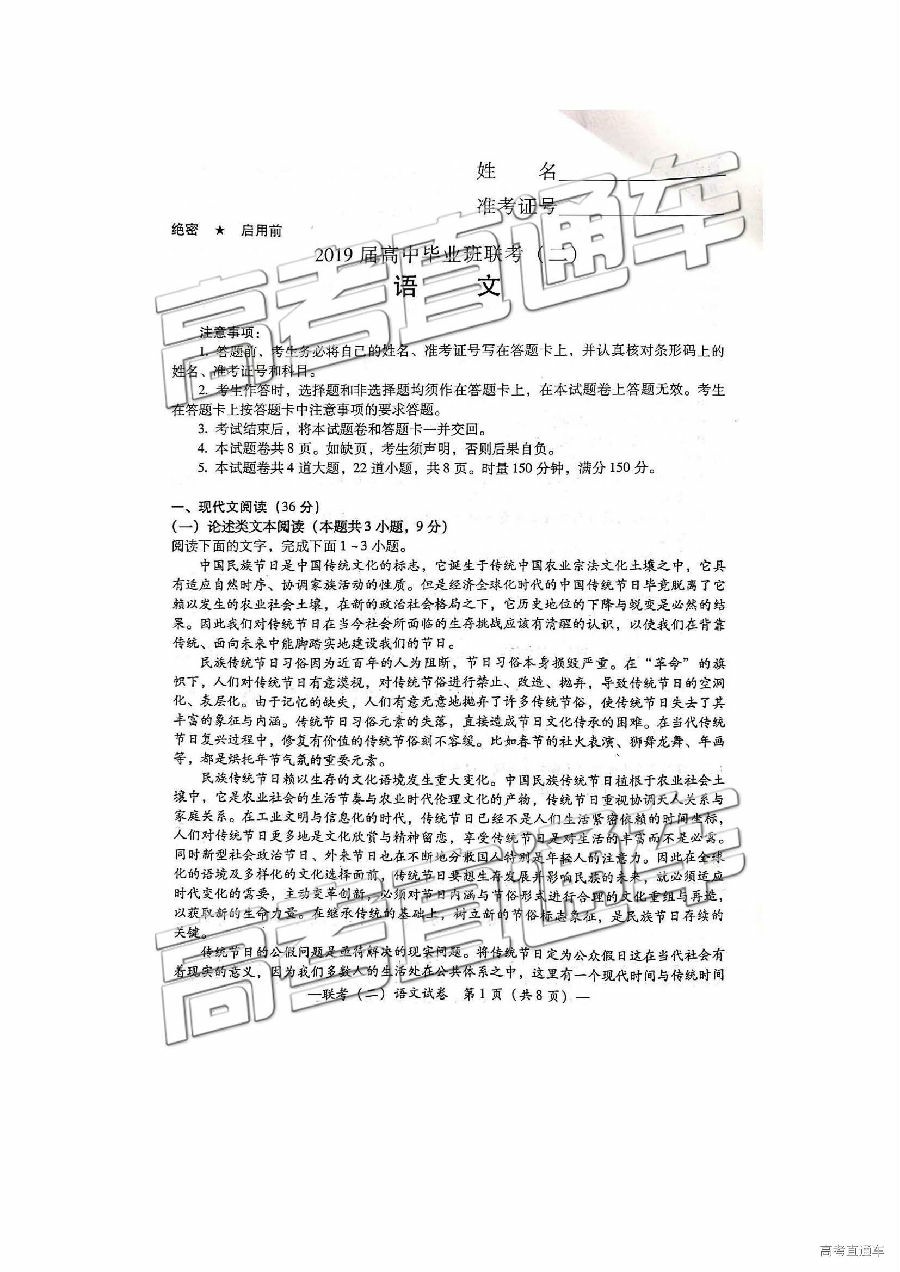 姓 名
准考证号
绝密 ★ 启用前
2019 届高中毕业班联考（二）
语 文
注意事项：
1. 答题前，考生务必将自己的姓名、准考证号写在答题卡上，并认真核对条形码上的
姓名、准考证号和科目。
2. 考生作答时，选择题和非选择题均须作在答题卡上，在本试题卷上答题无效。考生
在答题卡上按答题卡中注意事项的要求答题。
3. 考试结束后，将本试题卷和答题卡一并交回。
4. 本试题卷共 8 页。如缺页，考生须声明，否则后果自负。
5. 本试题卷共 4 道大题，22 道小题，共 8 页。时量 150 分钟，满分 150 分。
一、现代文阅读（36 分）
（一）论述类文本阅读（本题共 3 小题，9 分）
阅读下面的文字，完成下面 1～3 小题。
中国民族节日是中国传统文化的标志，它诞生于传统中国农业宗法文化土壤之中，它具
有适应自然时序、协调家族活动的性质。但是经济全球化时代的中国传统节日毕竟脱离了它
赖以发生的农业社会土壤，在新的政治社会格局之下，它历史地位的下降与蜕变是必然的结
果。因此我们对传统节日在当今社会所面临的生存挑战应该有清醒的认识，以使我们在背靠
传统、面向未来中能脚踏实地建设我们的节日。
民族传统节日习俗因为近百年的人为阻断，节日习俗本身损毁严重。在“革命”的旗
帜下，人们对传统节日有意漠视，对传统节俗进行禁止、改造、抛弃，导致传统节日的空洞
化、表层化。由于记忆的缺失，人们有意无意地抛弃了许多传统节俗，使传统节日失去了其
丰富的象征与内涵。传统节日习俗元素的失落，直接造成节日文化传承的困难。在当代传统
节日复兴过程中，修复有价值的传统节俗刻不容缓。比如春节的社火表演、狮舞龙舞、年画
等，都是烘托年节气氛的重要元素。
民族传统节日赖以生存的文化语境发生重大变化。中国民族传统节日植根于农业社会土
壤中，它是农业社会的生活节奏与农业时代伦理文化的产物，传统节日重视协调天人关系与
家庭关系。在工业文明与信息化的时代，传统节日已经不是人们生活紧密依赖的时间坐标，
人们对传统节日更多地是文化欣赏与精神留恋，享受传统节日是对生活的丰富而不是必需。
同时新型社会政治节日、外来节日也在不断地分散国人特别是年轻人的注意力。因此在全球
化的语境及多样化的文化选择面前，传统节日要想生存发展并影响民族的未来，就必须适应
时代变化的需要，主动变革创新，必须对节日内涵与节俗形式进行合理的文化重组与再造，
以获取新的生命力量。在继承传统的基础上，树立新的节俗标志象征，是民族节日存续的
关键。
传统节日的公假问题是亟待解决的现实问题。将传统节日定为公众假日这在当代社会有
着现实的意义，因为我们多数人的生活处在公共体系之中，这里有一个现代时间与传统时间
—联考（二）语文试卷 第 1 页（共 8 页）—
高考直通车
高考直通车
高考直通车